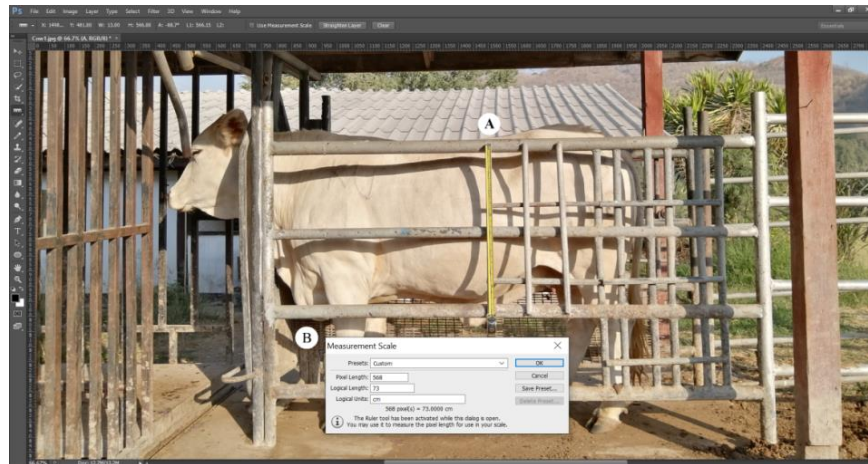 Ps File Edit Image Layer Type Select Filter 3D View Window Help
Use Measurement Scale Straighten Layer Clear
Essentials
A
B
Measurement Scale
Presets: Custom
OK
Pixel Length: 568
Cancel
Logical Length: 73
Save Preset...
Logical Units: cm
Delete Preset...
568 pixel(s) = 73.0000 cm
The Ruler tool has been activated while this dialog is open.
You may use it to measure the pixel length for use in your scale.